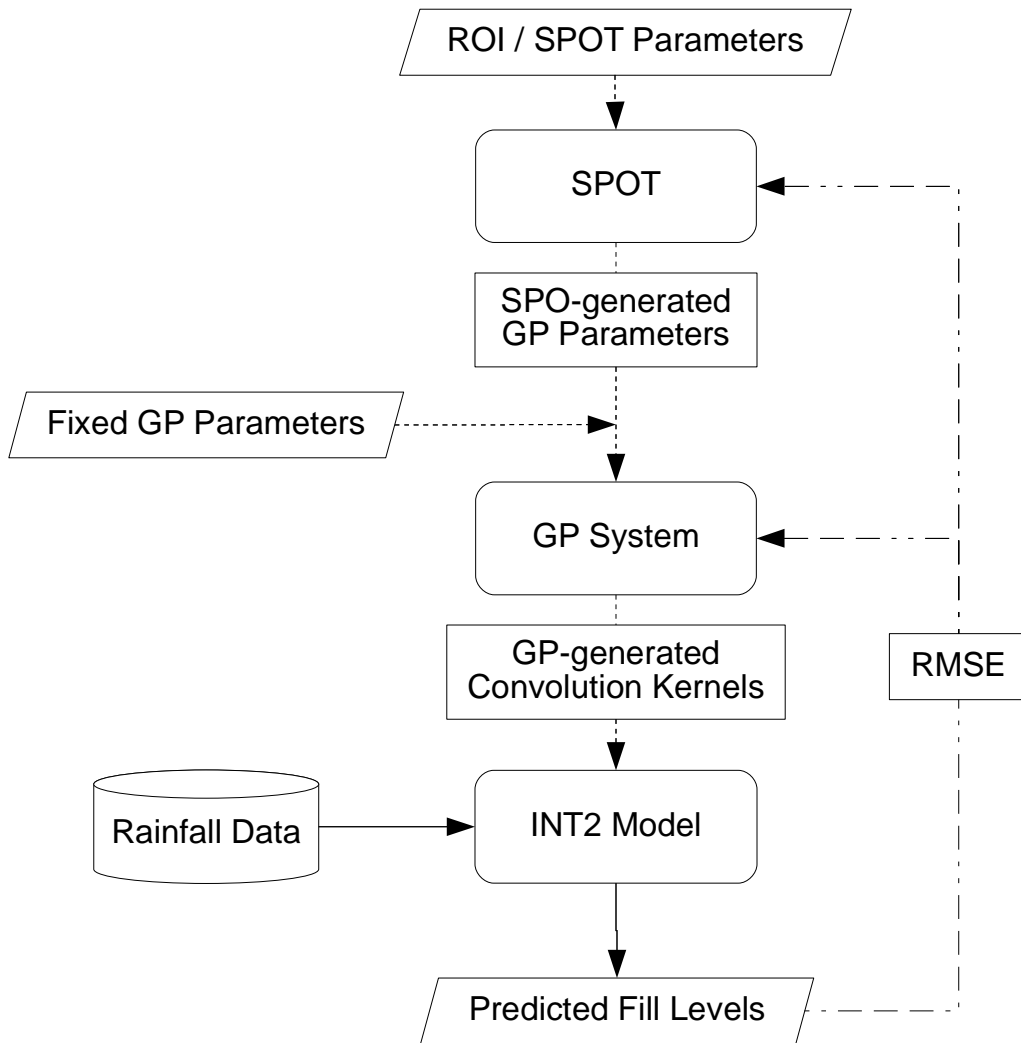 ROI / SPOT Parameters
SPOT
SPO-generated
GP Parameters
Fixed GP Parameters
GP System
GP-generated
Convolution Kernels
RMSE
Rainfall Data
INT2 Model
Predicted Fill Levels